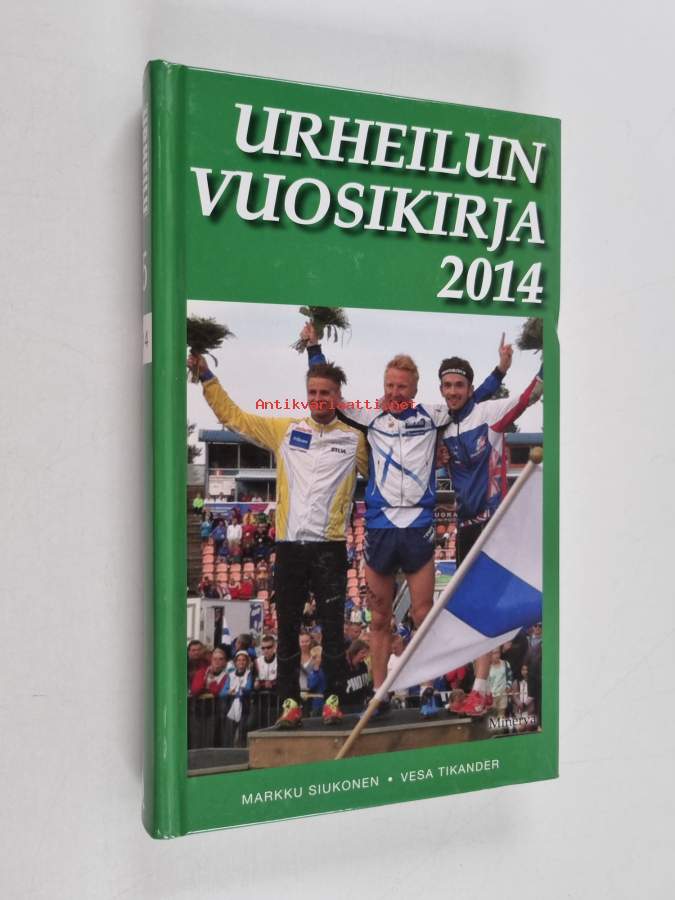 URHEILUN
VUOSIKIRJA
2014
Antikvariaatti.net
Minerva
MARKKU SIUKONEN • VESA TIKANDER